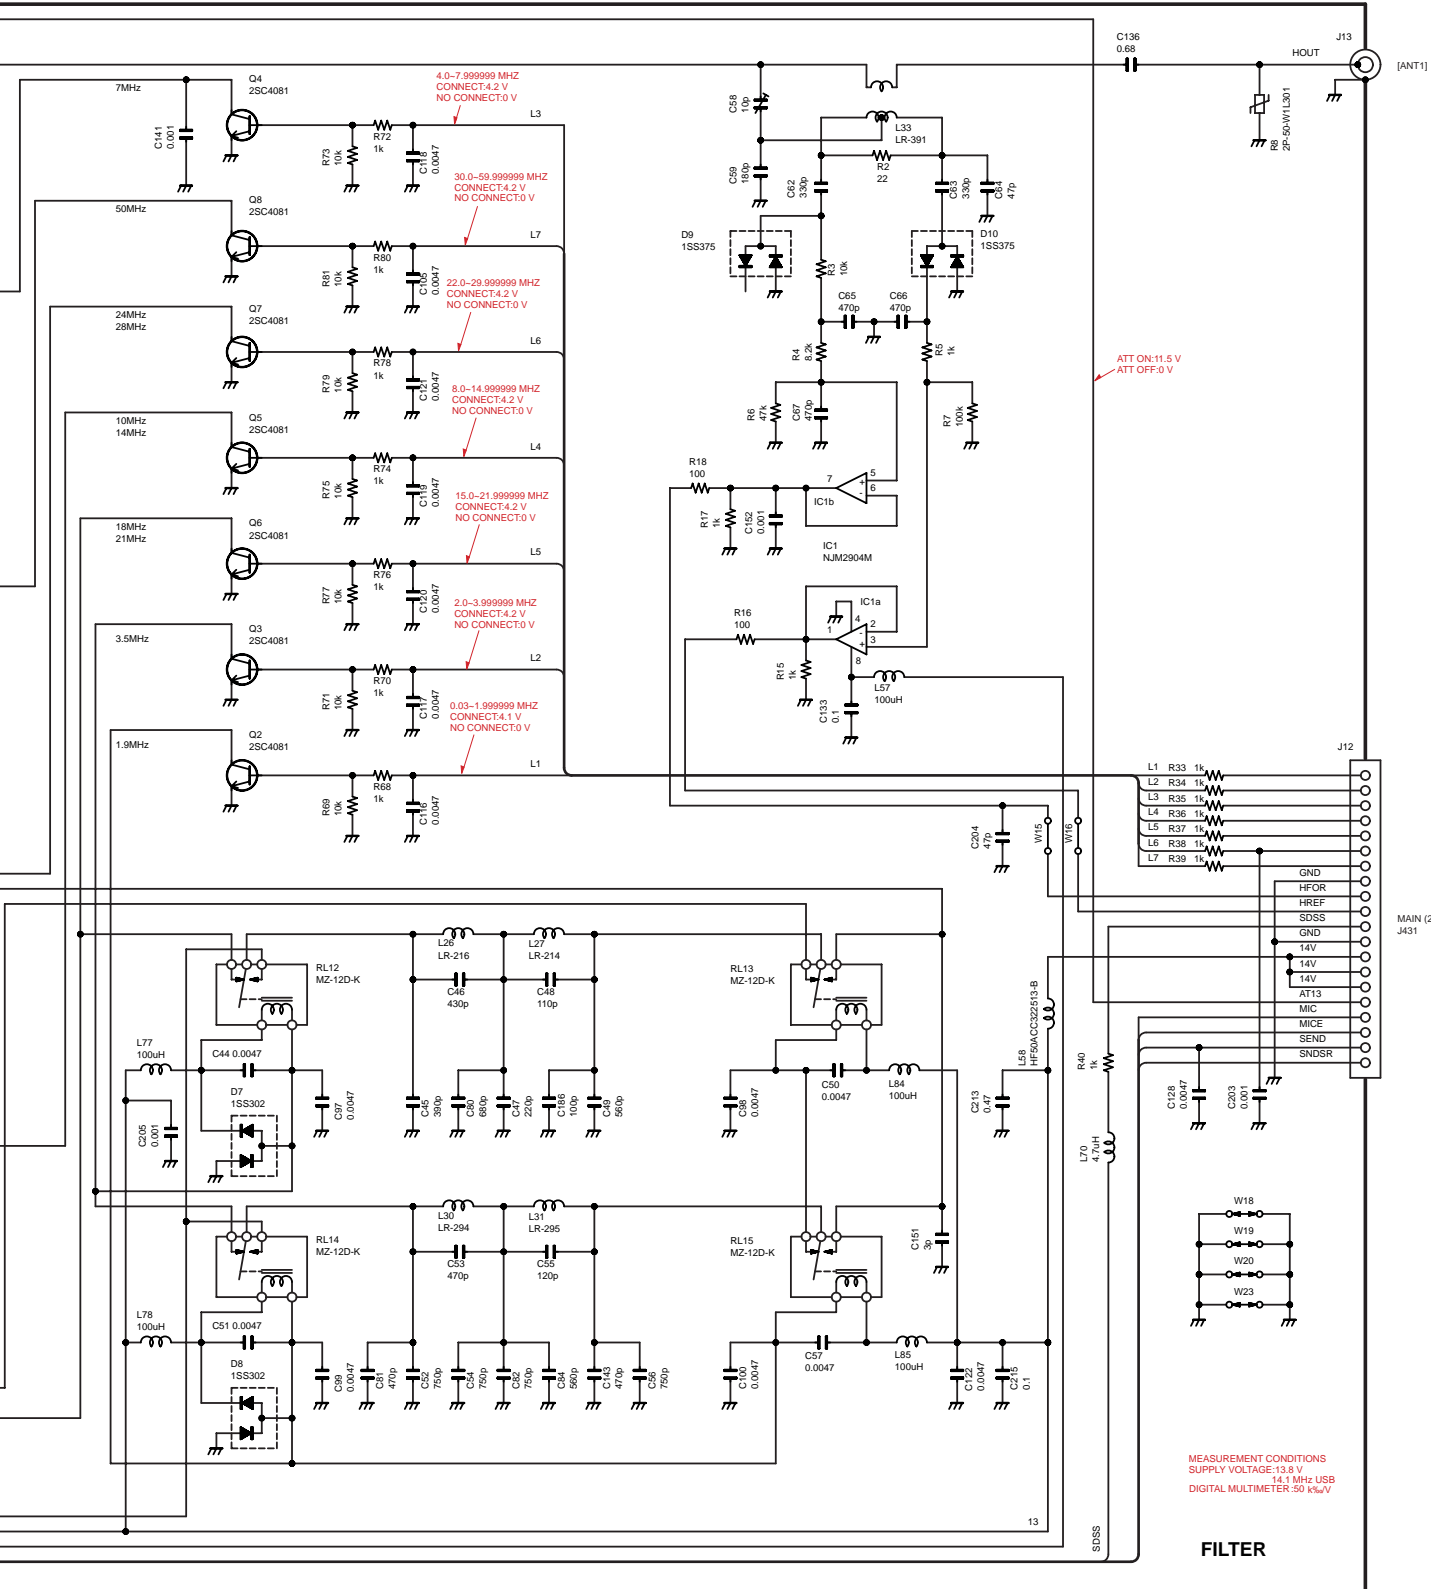 C136
0.68
J13
HOUT
[ANT1]
R8
2P-50-W1L301
7MHz
Q4
2SC4081
C141
0.001
4.0~7.999999 MHZ
CONNECT:4.2 V
NO CONNECT:0 V
L3
R72
1k
R73
10k
C118
0.0047
50MHz
Q8
2SC4081
30.0~59.999999 MHZ
CONNECT:4.2 V
NO CONNECT:0 V
L7
R80
1k
R81
10k
C105
0.0047
24MHz
28MHz
Q7
2SC4081
22.0~29.999999 MHZ
CONNECT:4.2 V
NO CONNECT:0 V
L6
R78
1k
R79
10k
C121
0.0047
10MHz
14MHz
Q5
2SC4081
8.0~14.999999 MHZ
CONNECT:4.2 V
NO CONNECT:0 V
L4
R74
1k
R75
10k
C119
0.0047
18MHz
21MHz
Q6
2SC4081
15.0~21.999999 MHZ
CONNECT:4.2 V
NO CONNECT:0 V
L5
R76
1k
R77
10k
C120
0.0047
3.5MHz
Q3
2SC4081
2.0~3.999999 MHZ
CONNECT:4.2 V
NO CONNECT:0 V
L2
R70
1k
R71
10k
C117
0.0047
1.9MHz
Q2
2SC4081
0.03~1.999999 MHZ
CONNECT:4.1 V
NO CONNECT:0 V
L1
R68
1k
R69
10k
C116
0.0047
C58
10p
C59
180p
L33
LR-391
R2
22
C62
330p
C63
330p
C64
47p
D9
1SS375
D10
1SS375
R3
10k
C65
470p
C66
470p
R4
8.2k
R5
1k
R6
47k
C67
470p
R7
100k
ATT ON:11.5 V
ATT OFF:0 V
R18
100
7
5
+
6
-
IC1b
R17
1k
C152
0.001
IC1
NJM2904M
R16
100
IC1a
4
1
2
-
3
+
8
R15
1k
L57
100uH
C133
0.1
J12
L1 R33 1k
L2 R34 1k
L3 R35 1k
L4 R36 1k
L5 R37 1k
L6 R38 1k
L7 R39 1k
GND
HFOR
HREF
SDSS
GND
14V
14V
14V
AT13
MIC
MICE
SEND
SNDSR
MAIN (2
J431
C204
47p
W15
W16
L26
LR-216
L27
LR-214
RL12
MZ-12D-K
C46
430p
C48
110p
RL13
MZ-12D-K
L77
100uH
C44 0.0047
D7
1SS302
C205
0.001
C97
0.0047
C45
390p
C80
680p
C47
220p
C186
100p
C49
560p
C98
0.0047
C50
0.0047
L84
100uH
C213
0.47
L58
HF50ACC322513-B
R40
1k
C128
0.0047
C203
0.001
L70
4.7uH
L30
LR-294
L31
LR-295
RL14
MZ-12D-K
C53
470p
C55
120p
RL15
MZ-12D-K
C151
3p
L78
100uH
C51 0.0047
D8
1SS302
C99
0.0047
C81
470p
C52
750p
C54
750p
C82
750p
C84
560p
C143
470p
C56
750p
C100
0.0047
C57
0.0047
L85
100uH
C122
0.0047
C215
0.1
W18
W19
W20
W23
MEASUREMENT CONDITIONS
SUPPLY VOLTAGE:13.8 V
14.1 MHz USB
DIGITAL MULTIMETER:50 k‰/V
13
SDSS
FILTER